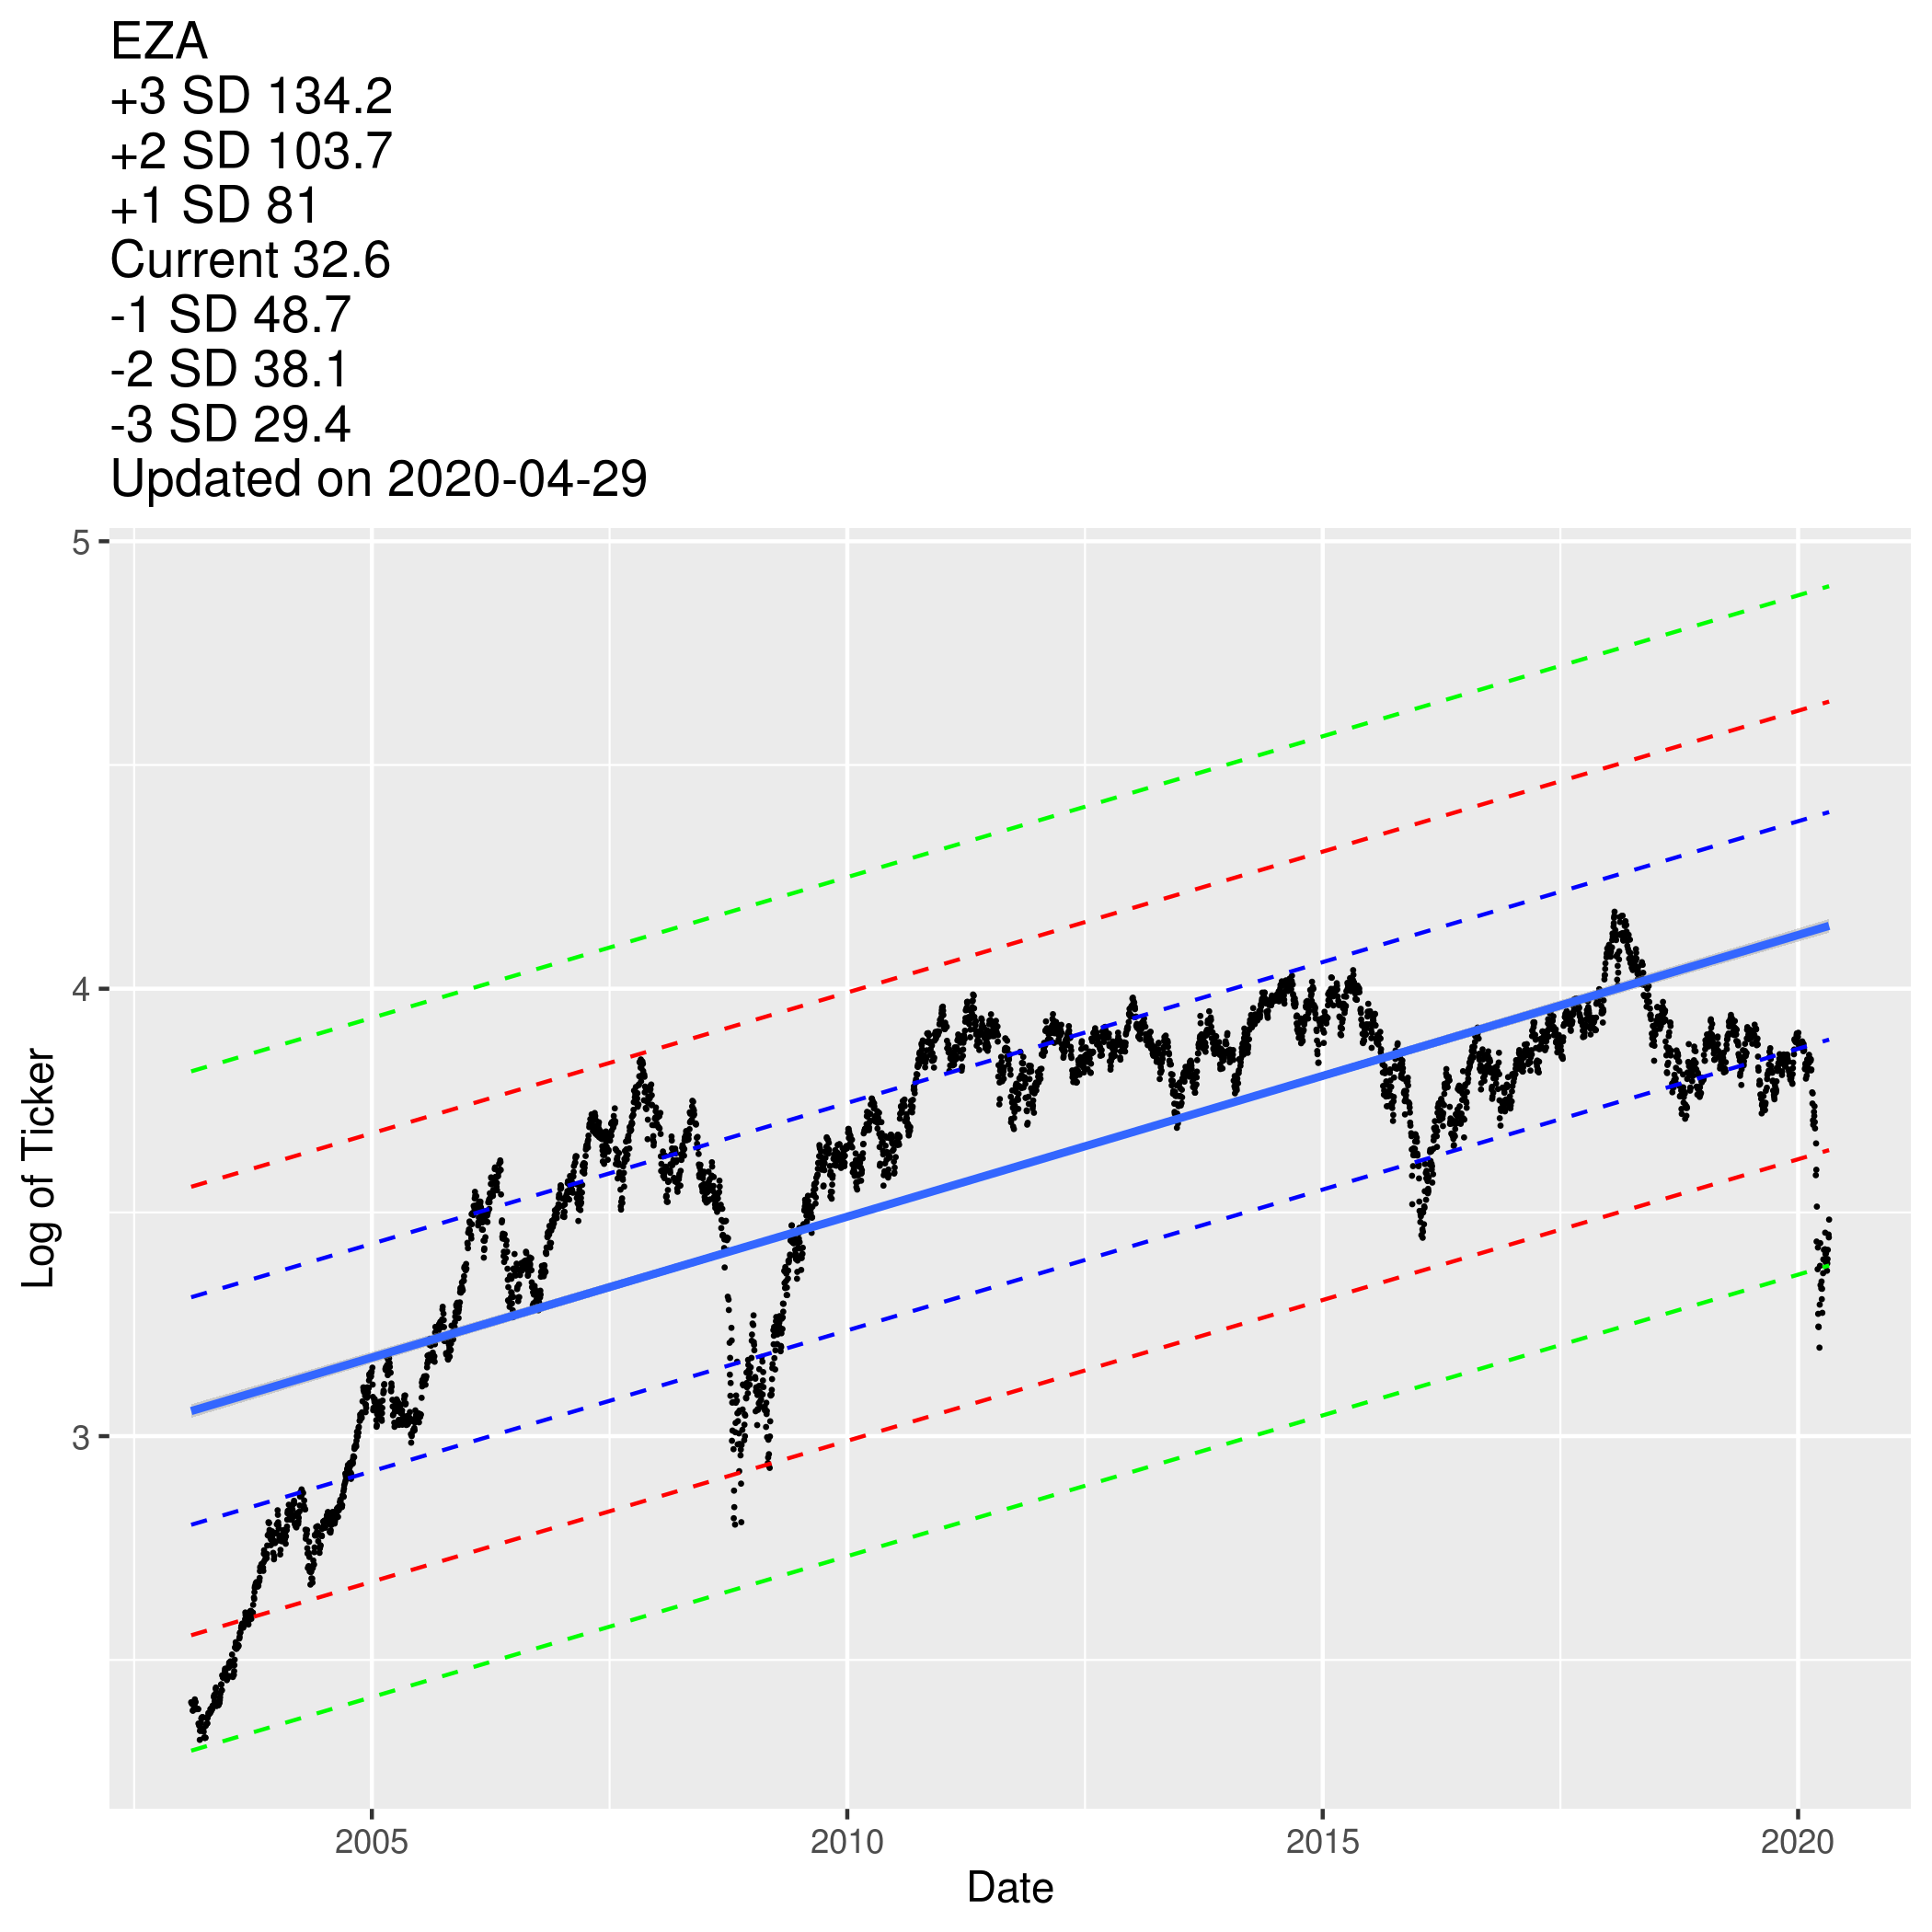 EZA
+3 SD 134.2
+2 SD 103.7
+1 SD 81
Current 32.6
-1 SD 48.7
-2 SD 38.1
-3 SD 29.4
Updated on 2020-04-29
5
4
3
Log of Ticker
2005 2010 2015 2020
Date